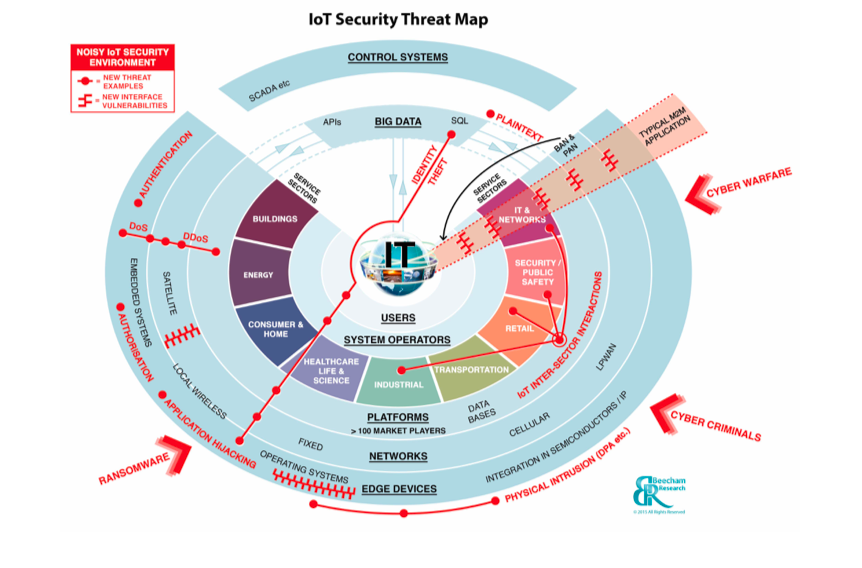 IoT Security Threat Map
NOISY IoT SECURITY
ENVIRONMENT
= NEW THREAT
EXAMPLES
= NEW INTERFACE
VULNERABILITIES
CONTROL SYSTEMS
SCADA etc
APIs
BIG DATA
SQL
PLAINTEXT
BAN &
PAN
TYPICAL M2M
APPLICATION
AUTHENTICATION
IDENTITY
THEFT
SERVICE
SECTORS
SERVICE
SECTORS
CYBER WARFARE
BUILDINGS
IT &
NETWORKS
DoS
DDoS
IT
ENERGY
SECURITY /
PUBLIC
SAFETY
EMBEDDED SYSTEMS
SATELLITE
USERS
CONSUMER &
HOME
RETAIL
SYSTEM OPERATORS
IoT INTER-SECTOR INTERACTIONS
AUTHORISATION
HEALTHCARE
LIFE &
SCIENCE
INDUSTRIAL
TRANSPORTATION
LPWAN
LOCAL WIRELESS
PLATFORMS
> 100 MARKET PLAYERS
DATA
BASES
CELLULAR
APPLICATION HIJACKING
FIXED
NETWORKS
INTEGRATION IN SEMICONDUCTORS / IP
CYBER CRIMINALS
RANSOMWARE
OPERATING SYSTEMS
EDGE DEVICES
PHYSICAL INTRUSION (DPA etc.)
BR
Beecham
Research
© 2015 All Rights Reserved